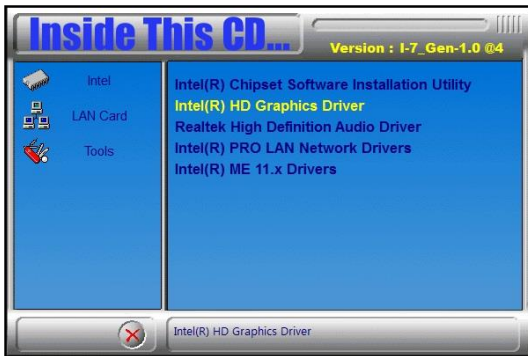 Inside This CD...
Version : I-7_Gen-1.0 @4
Intel
LAN Card
Tools
Intel(R) Chipset Software Installation Utility
Intel(R) HD Graphics Driver
Realtek High Definition Audio Driver
Intel(R) PRO LAN Network Drivers
Intel(R) ME 11.x Drivers
Intel(R) HD Graphics Driver